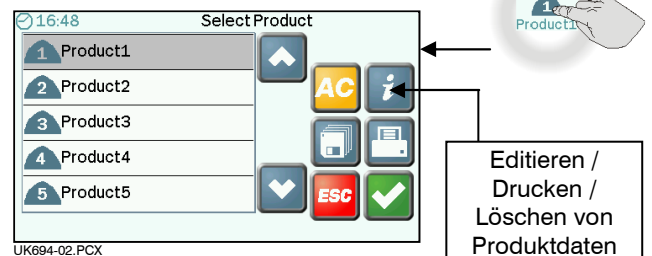 16:48 Select Product
1 Product1
2 Product2
3 Product3
4 Product4
5 Product5
AC
i
ESC
UK694-02.PCX
1
Product1
Editieren /
Drucken /
Löschen von
Produktdaten